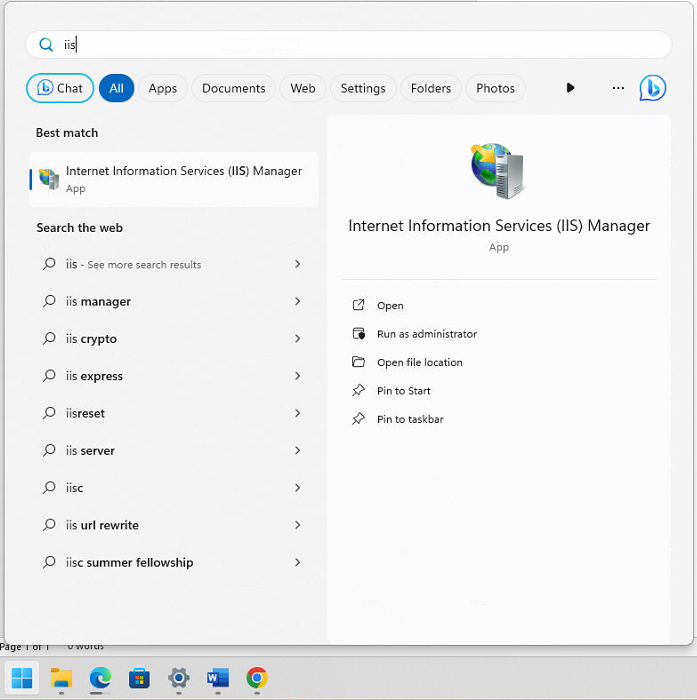 iis
Chat
All
Apps
Documents
Web
Settings
Folders
Photos
Best match
Internet Information Services (IIS) Manager
App
Search the web
iis - See more search results
iis manager
iis crypto
iis express
iisreset
iis server
iisc
iis url rewrite
iisc summer fellowship
Internet Information Services (IIS) Manager
App
Open
Run as administrator
Open file location
Pin to Start
Pin to taskbar
Page 1 of 1
0 words